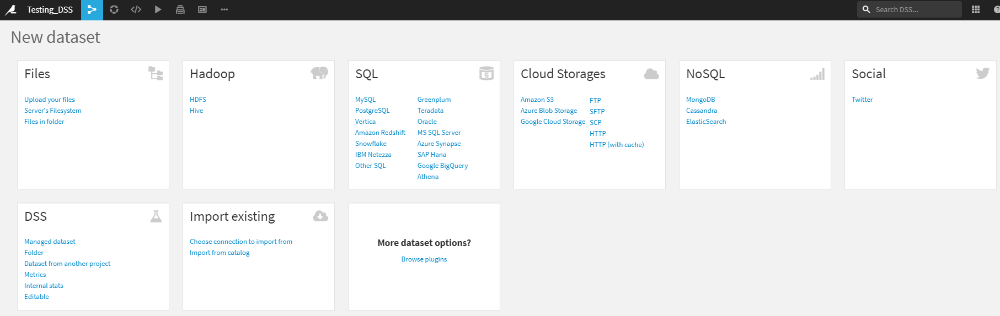 Testing_DSS
Search DSS...
New dataset
Files
Upload your files
Server's Filesystem
Files in folder
Hadoop
HDFS
Hive
SQL
MySQL
PostgreSQL
Vertica
Amazon Redshift
Snowflake
IBM Netezza
Other SQL
Greenplum
Teradata
Oracle
MS SQL Server
Azure Synapse
SAP Hana
Google BigQuery
Athena
Cloud Storages
Amazon S3
Azure Blob Storage
Google Cloud Storage
FTP
SFTP
SCP
HTTP
HTTP (with cache)
NoSQL
MongoDB
Cassandra
ElasticSearch
Social
Twitter
DSS
Managed dataset
Folder
Dataset from another project
Metrics
Internal stats
Editable
Import existing
Choose connection to import from
Import from catalog
More dataset options?
Browse plugins